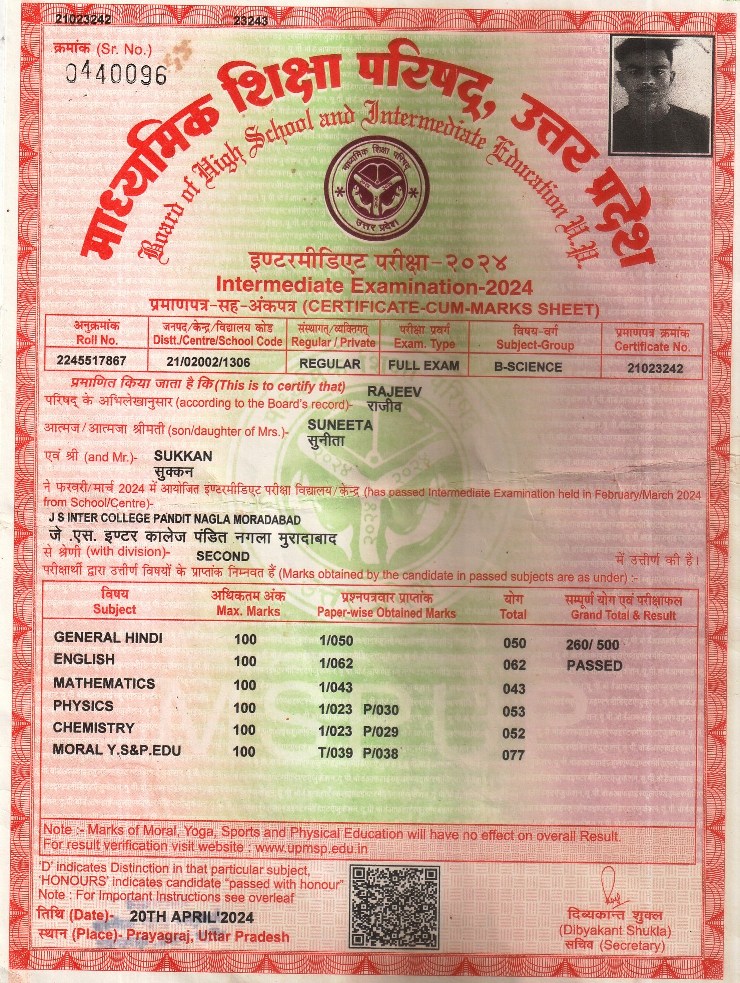 21023242 23243
क्रमांक (Sr. No.)
0440096
माध्यमिक शिक्षा परिषद्, उत्तर प्रदेश
Board of High School and Intermediate Education U.P.
माध्यमिक शिक्षा परिषद्
उत्तर प्रदेश
इण्टरमीडिएट परीक्षा-२०२४
Intermediate Examination-2024
प्रमाणपत्र-सह-अंकपत्र (CERTIFICATE-CUM-MARKS SHEET)
अनुक्रमांक जनपद/केन्द्र/विद्यालय कोड संस्थागत/व्यक्तिगत परीक्षा प्रवर्ग विषय-वर्ग प्रमाणपत्र क्रमांक
Roll No. Distt./Centre/School Code Regular / Private Exam. Type Subject-Group Certificate No.
2245517867 21/02002/1306 REGULAR FULL EXAM B-SCIENCE 21023242
प्रमाणित किया जाता है कि(This is to certify that) RAJEEV
परिषद् के अभिलेखानुसार (according to the Board's record)- राजीव
आत्मज/आत्मजा श्रीमती (son/daughter of Mrs.)- SUNEETA
सुनीता
एवं श्री (and Mr.)- SUKKAN
सुक्कन
ने फरवरी/मार्च 2024 में आयोजित इण्टरमीडिएट परीक्षा विद्यालय/केन्द्र (has passed Intermediate Examination held in February/March 2024
from School/Centre)-
J S INTER COLLEGE PANDIT NAGLA MORADABAD
जे .एस. इण्टर कालेज पंडित नगला मुरादाबाद
से श्रेणी (with division)- SECOND में उत्तीर्ण की है।
परीक्षार्थी द्वारा उत्तीर्ण विषयों के प्राप्तांक निम्नवत हैं (Marks obtained by the candidate in passed subjects are as under) :-
विषय अधिकतम अंक प्रश्नपत्रवार प्राप्तांक योग सम्पूर्ण योग एवं परीक्षाफल
Subject Max. Marks Paper-wise Obtained Marks Total Grand Total & Result
GENERAL HINDI 100 1/050 050 260/ 500
ENGLISH 100 1/062 062 PASSED
MATHEMATICS 100 1/043 043
PHYSICS 100 1/023 P/030 053
CHEMISTRY 100 1/023 P/029 052
MORAL Y.S&P.EDU 100 T/039 P/038 077
MSPUP
Note :- Marks of Moral, Yoga, Sports and Physical Education will have no effect on overall Result.
For result verification visit website : www.upmsp.edu.in
'D' indicates Distinction in that particular subject,
'HONOURS' indicates candidate "passed with honour"
Note : For Important Instructions see overleaf
तिथि (Date)- 20TH APRIL'2024
स्थान (Place)- Prayagraj, Uttar Pradesh
दिब्यकान्त शुक्ल
(Dibyakant Shukla)
सचिव (Secretary)